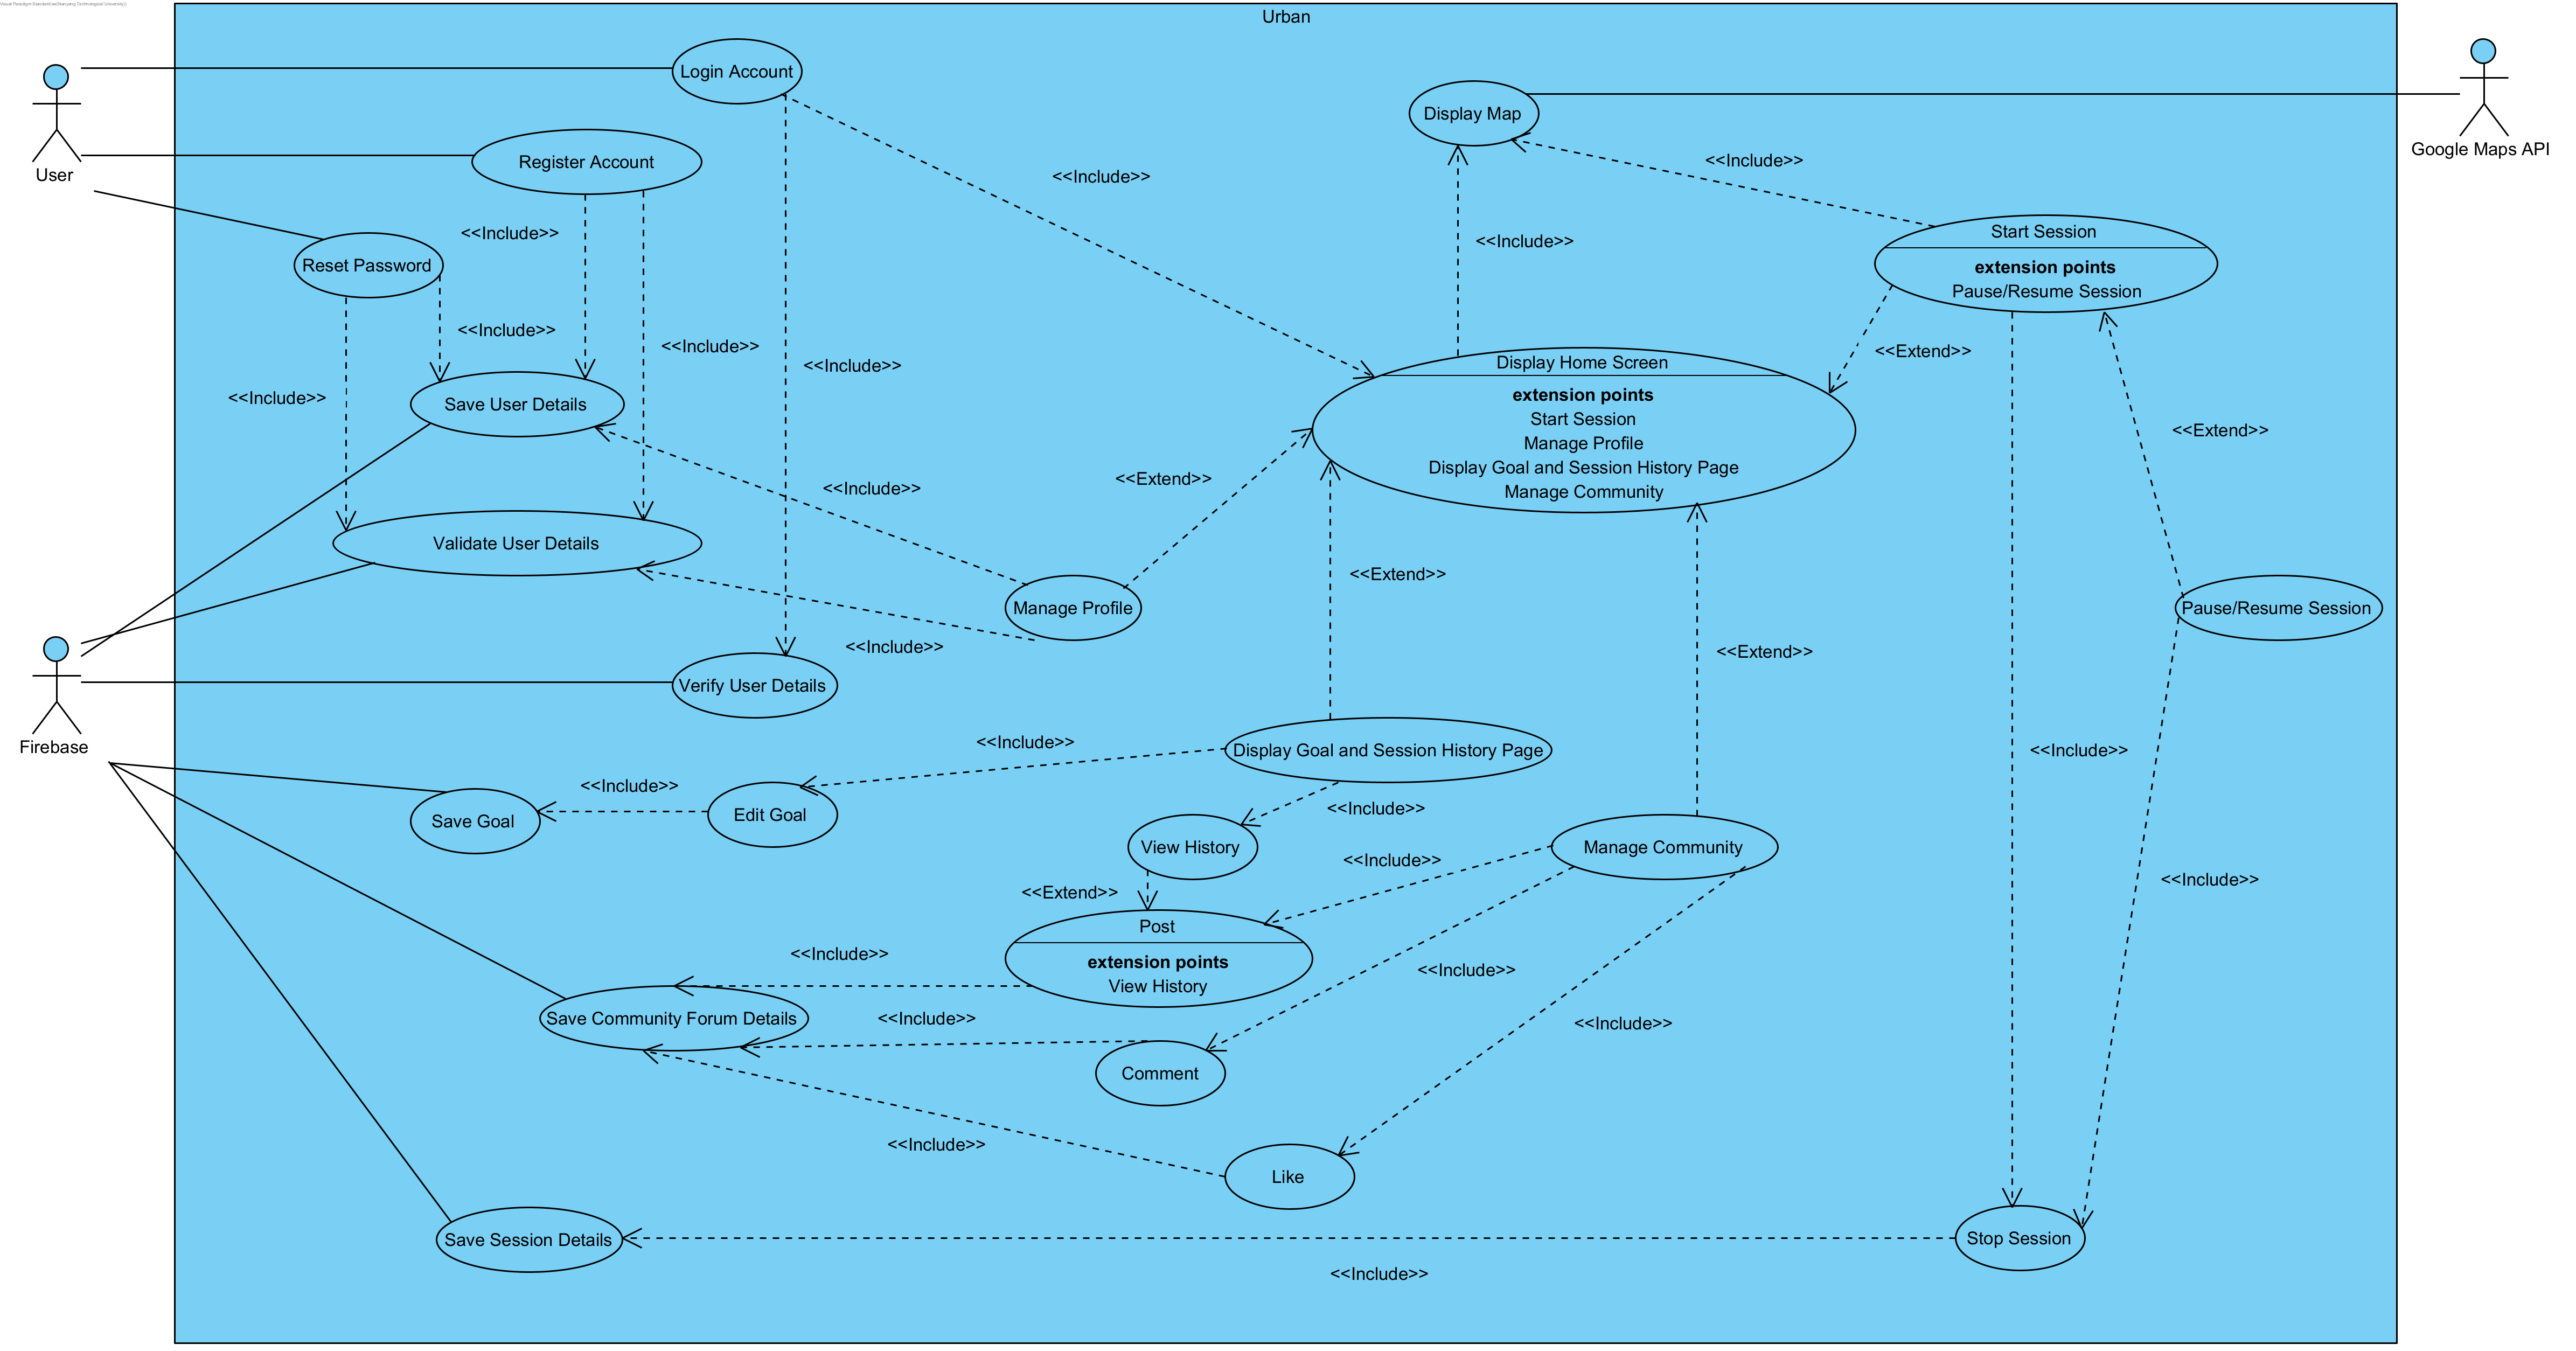 Visual Paradigm Standard(Nanyang Technological University)
Urban
Login Account
User
Register Account
Display Map
Google Maps API
<<Include>>
<<Include>>
<<Include>>
Reset Password
<<Include>>
Start Session
extension points
Pause/Resume Session
<<Include>>
<<Include>>
<<Include>>
<<Extend>>
<<Include>>
Display Home Screen
extension points
Start Session
Manage Profile
Display Goal and Session History Page
Manage Community
<<Include>>
Save User Details
<<Extend>>
<<Extend>>
<<Include>>
Validate User Details
<<Extend>>
Manage Profile
Pause/Resume Session
<<Include>>
<<Extend>>
Verify User Details
Firebase
<<Include>>
Display Goal and Session History Page
<<Include>>
<<Include>>
Save Goal
Edit Goal
<<Include>>
View History
Manage Community
<<Include>>
<<Include>>
<<Extend>>
Post
extension points
View History
<<Include>>
<<Include>>
Save Community Forum Details
<<Include>>
<<Include>>
Comment
<<Include>>
Like
Save Session Details
Stop Session
<<Include>>